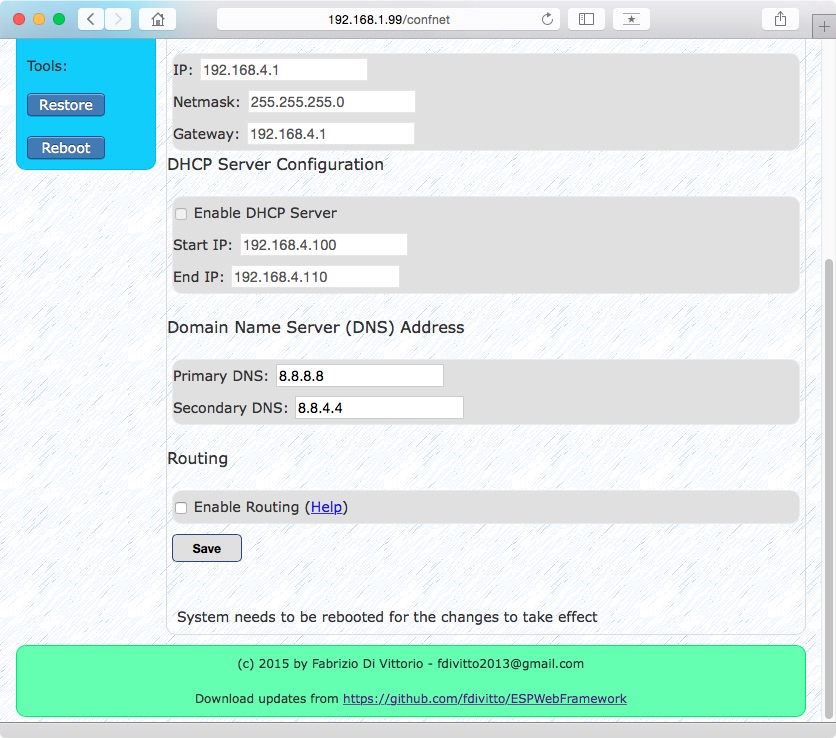 192.168.1.99/confnet
Tools:
Restore
Reboot
IP: 192.168.4.1
Netmask: 255.255.255.0
Gateway: 192.168.4.1
DHCP Server Configuration
Enable DHCP Server
Start IP: 192.168.4.100
End IP: 192.168.4.110
Domain Name Server (DNS) Address
Primary DNS: 8.8.8.8
Secondary DNS: 8.8.4.4
Routing
Enable Routing (Help)
Save
System needs to be rebooted for the changes to take effect
(c) 2015 by Fabrizio Di Vittorio - fdivitto2013@gmail.com
Download updates from https://github.com/fdivitto/ESPWebFramework